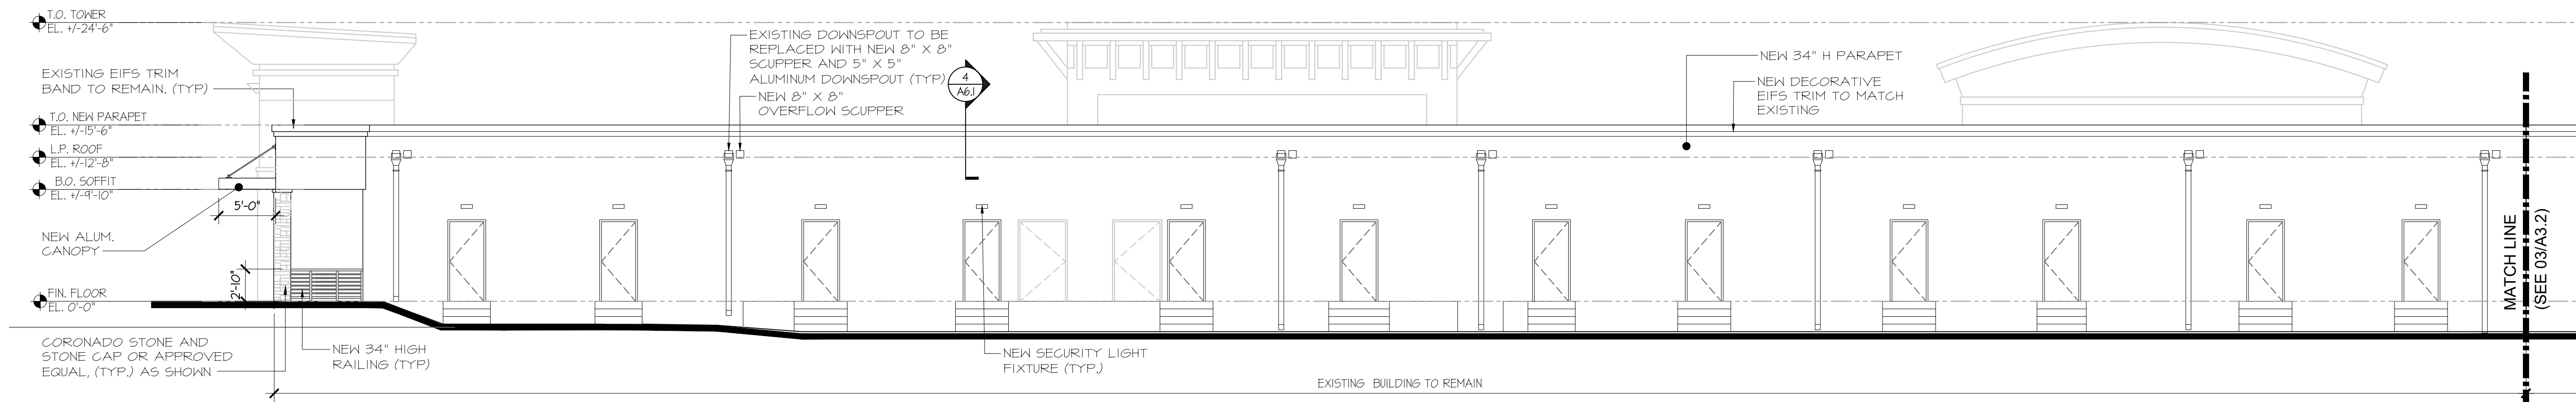 T.O. TOWER
EL. +/-24'-6"
EXISTING EIFS TRIM
BAND TO REMAIN. (TYP)
T.O. NEW PARAPET
EL. +/-15'-6"
L.P. ROOF
EL. +/-12'-8"
B.O. SOFFIT
EL. +/-9'-10"
5'-0"
NEW ALUM.
CANOPY
2'-10"
FIN. FLOOR
EL. 0'-0"
CORONADO STONE AND
STONE CAP OR APPROVED
EQUAL, (TYP.) AS SHOWN
NEW 34" HIGH
RAILING (TYP)
EXISTING DOWNSPOUT TO BE
REPLACED WITH NEW 8" X 8"
SCUPPER AND 5" X 5"
ALUMINUM DOWNSPOUT (TYP)
NEW 8" X 8"
OVERFLOW SCUPPER
4
A6.1
NEW SECURITY LIGHT
FIXTURE (TYP.)
NEW 34" H PARAPET
NEW DECORATIVE
EIFS TRIM TO MATCH
EXISTING
EXISTING BUILDING TO REMAIN
MATCH LINE
(SEE 03/A3.2)